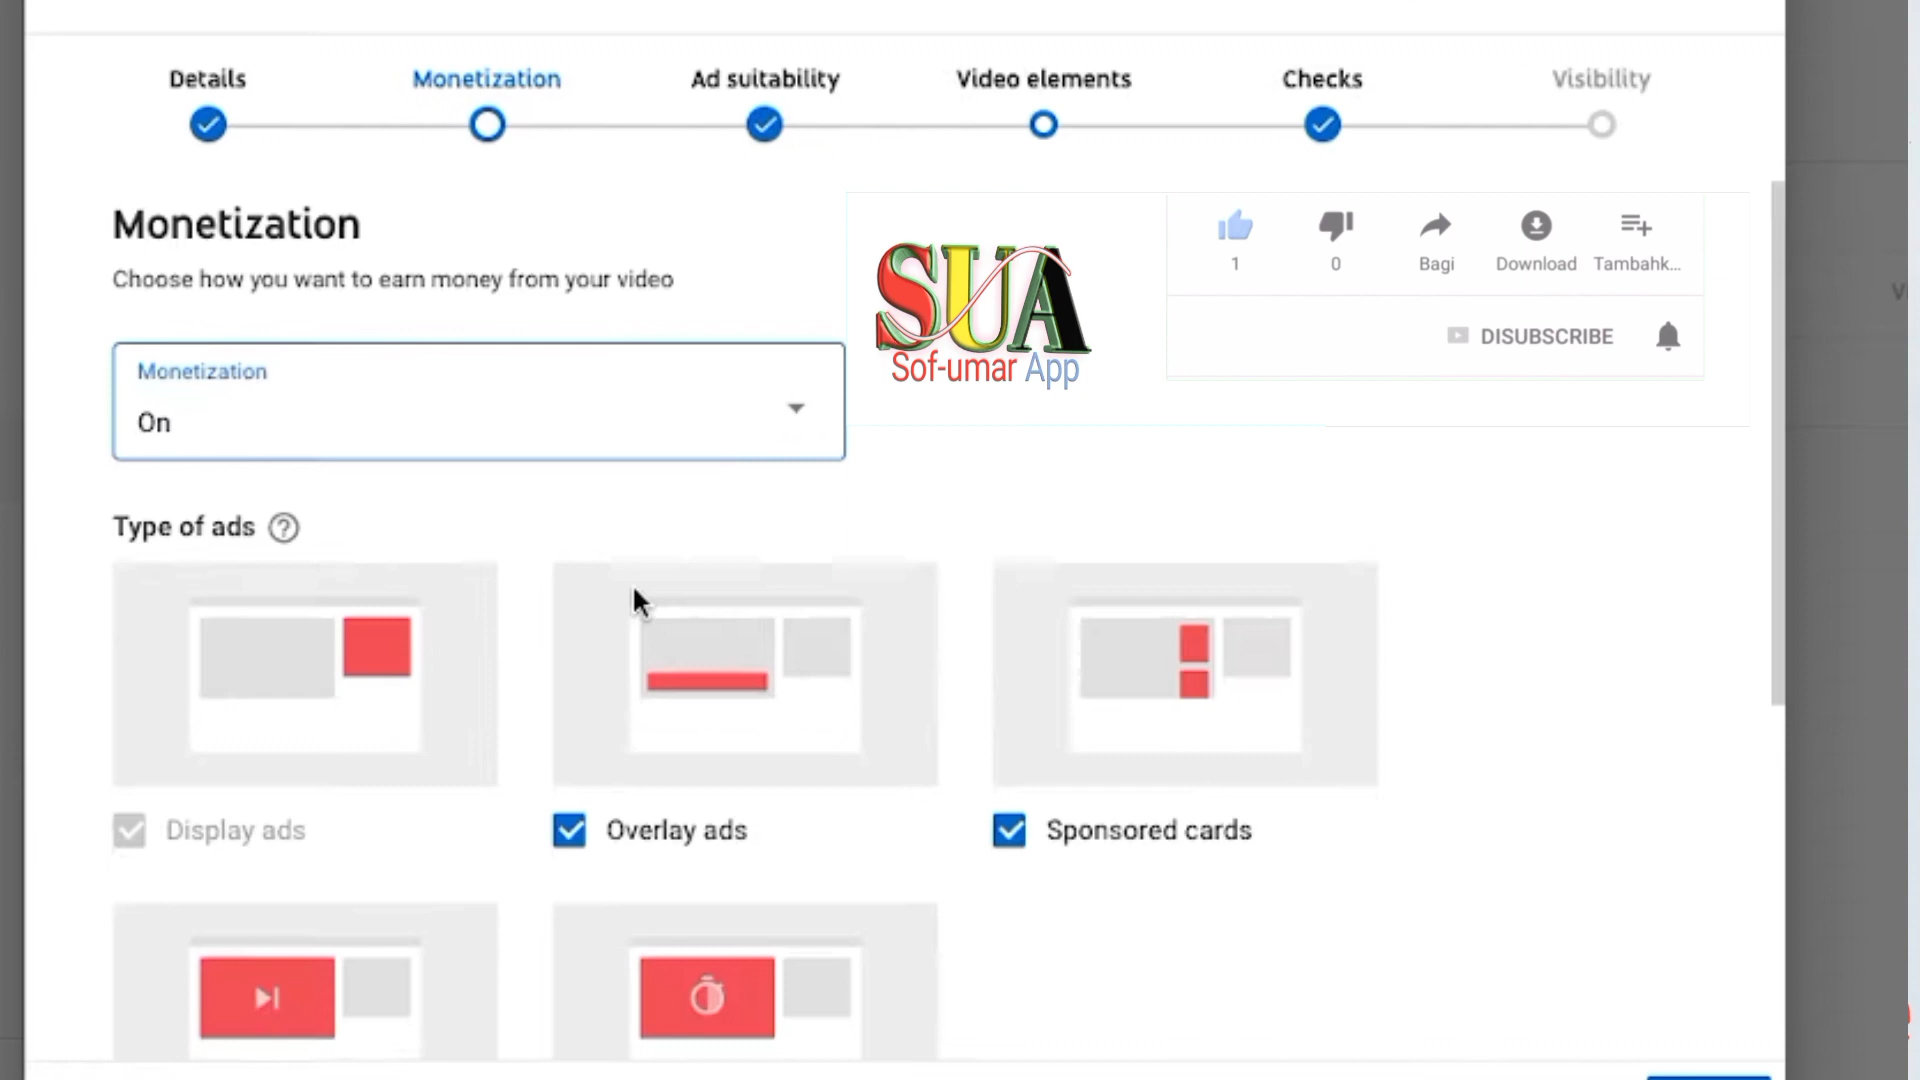 Details
Monetization
Ad suitability
Video elements
Checks
Visibility
Monetization
Choose how you want to earn money from your video
Monetization
On
SUA
Sof-umar App
1
0
Bagi
Download
Tambahk...
DISUBSCRIBE
Type of ads
Display ads
Overlay ads
Sponsored cards